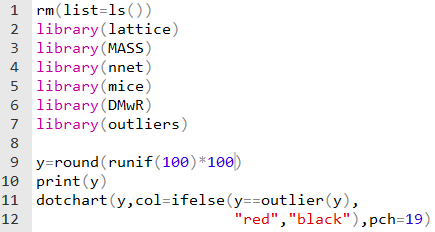 1 rm(list=ls())
2 library(lattice)
3 library(MASS)
4 library(nnet)
5 library(mice)
6 library(DMwR)
7 library(outliers)
8
9 y=round(runif(100)*100)
10 print(y)
11 dotchart(y,col=ifelse(y==outlier(y),
12 "red","black"),pch=19)